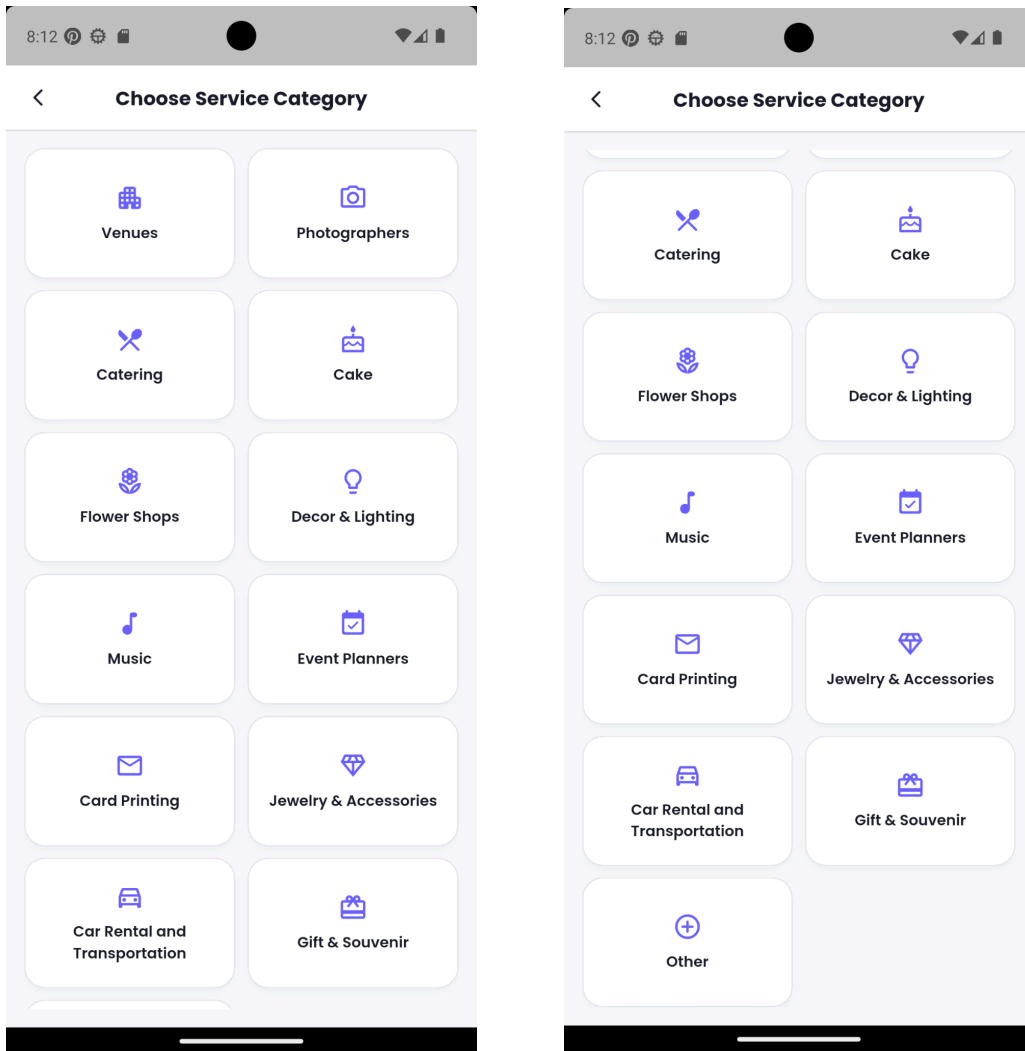 8:12
Choose Service Category
Venues
Photographers
Catering
Cake
Flower Shops
Decor & Lighting
Music
Event Planners
Card Printing
Jewelry & Accessories
Car Rental and
Transportation
Gift & Souvenir
8:12
Choose Service Category
Catering
Cake
Flower Shops
Decor & Lighting
Music
Event Planners
Card Printing
Jewelry & Accessories
Car Rental and
Transportation
Gift & Souvenir
Other